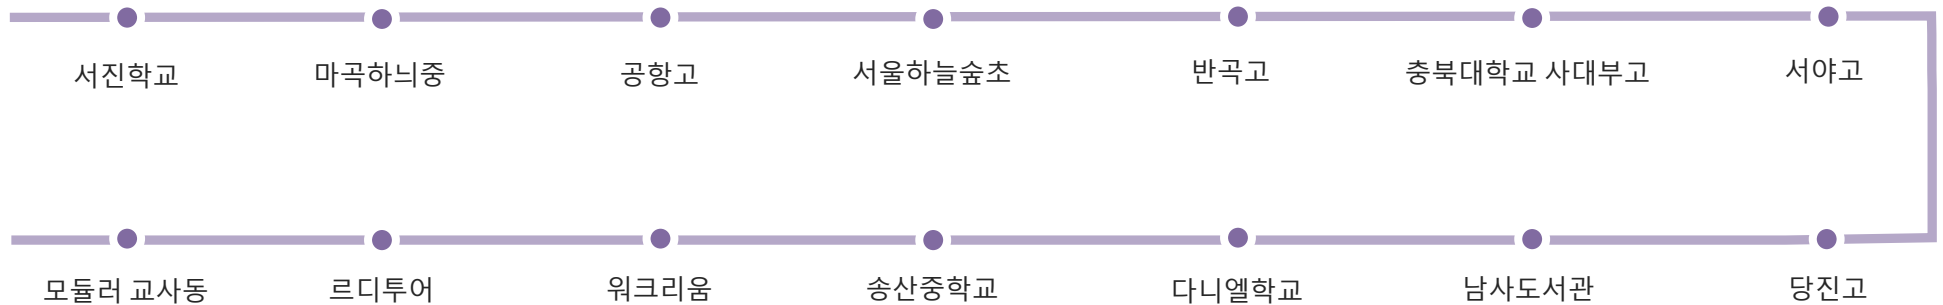 서진학교
마곡하늬중
공항고
서울하늘숲초
반곡고
충북대학교 사대부고
서야고
모듈러 교사동
르디투어
워크리움
송산중학교
다니엘학교
남사도서관
당진고